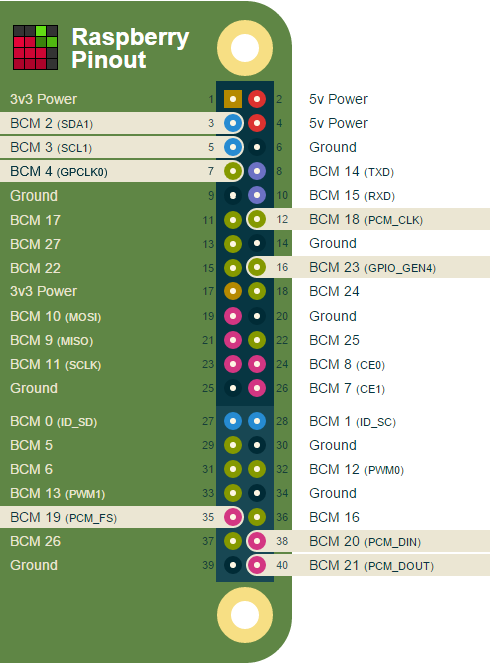 Raspberry
Pinout
3v3 Power 1 2 5v Power
BCM 2 (SDA1) 3 4 5v Power
BCM 3 (SCL1) 5 6 Ground
BCM 4 (GPCLK0) 7 8 BCM 14 (TXD)
Ground 9 10 BCM 15 (RXD)
BCM 17 11 12 BCM 18 (PCM_CLK)
BCM 27 13 14 Ground
BCM 22 15 16 BCM 23 (GPIO_GEN4)
3v3 Power 17 18 BCM 24
BCM 10 (MOSI) 19 20 Ground
BCM 9 (MISO) 21 22 BCM 25
BCM 11 (SCLK) 23 24 BCM 8 (CE0)
Ground 25 26 BCM 7 (CE1)
BCM 0 (ID_SD) 27 28 BCM 1 (ID_SC)
BCM 5 29 30 Ground
BCM 6 31 32 BCM 12 (PWM0)
BCM 13 (PWM1) 33 34 Ground
BCM 19 (PCM_FS) 35 36 BCM 16
BCM 26 37 38 BCM 20 (PCM_DIN)
Ground 39 40 BCM 21 (PCM_DOUT)